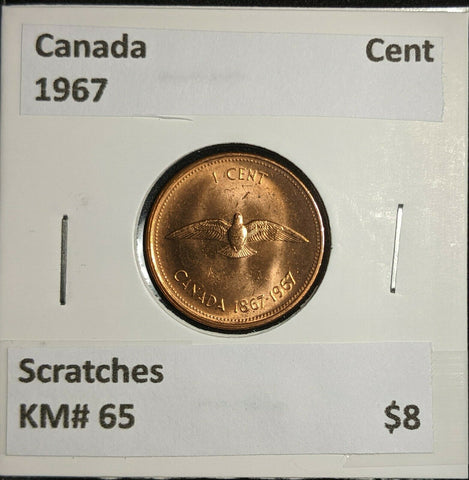 Canada Cent
1967
1 CENT
CANADA 1867-1967
Scratches
KM# 65 $8